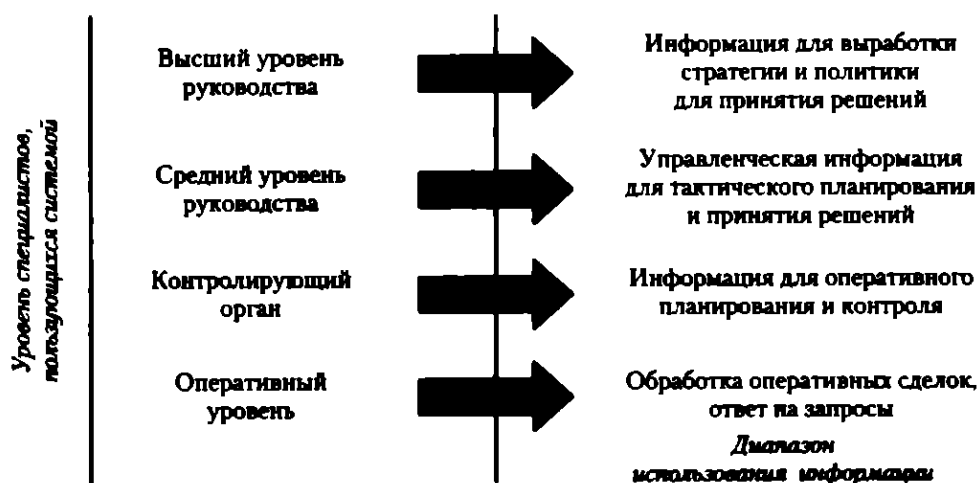 Уровень специалистов,
пользующихся системой
Высший уровень
руководства
Информация для выработки
стратегии и политики
для принятия решений
Средний уровень
руководства
Управленческая информация
для тактического планирования
и принятия решений
Контролирующий
орган
Информация для оперативного
планирования и контроля
Оперативный
уровень
Обработка оперативных сделок,
ответ на запросы
Диапазон
использования информации